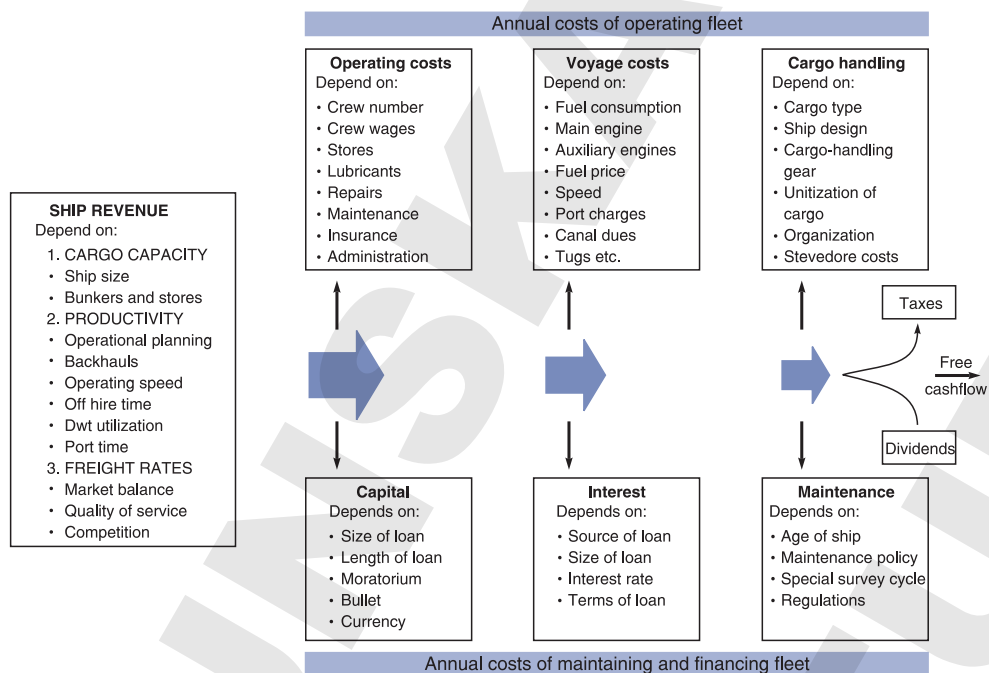 Annual costs of operating fleet
Operating costs
Depend on:
• Crew number
• Crew wages
• Stores
• Lubricants
• Repairs
• Maintenance
• Insurance
• Administration
Voyage costs
Depend on:
• Fuel consumption
• Main engine
• Auxiliary engines
• Fuel price
• Speed
• Port charges
• Canal dues
• Tugs etc.
Cargo handling
Depend on:
• Cargo type
• Ship design
• Cargo-handling
gear
• Unitization of
cargo
• Organization
• Stevedore costs
SHIP REVENUE
Depend on:
1. CARGO CAPACITY
• Ship size
• Bunkers and stores
2. PRODUCTIVITY
• Operational planning
• Backhauls
• Operating speed
• Off hire time
• Dwt utilization
• Port time
3. FREIGHT RATES
• Market balance
• Quality of service
• Competition
Taxes
Free
cashflow
Dividends
Capital
Depends on:
• Size of loan
• Length of loan
• Moratorium
• Bullet
• Currency
Interest
Depends on:
• Source of loan
• Size of loan
• Interest rate
• Terms of loan
Maintenance
Depends on:
• Age of ship
• Maintenance policy
• Special survey cycle
• Regulations
Annual costs of maintaining and financing fleet